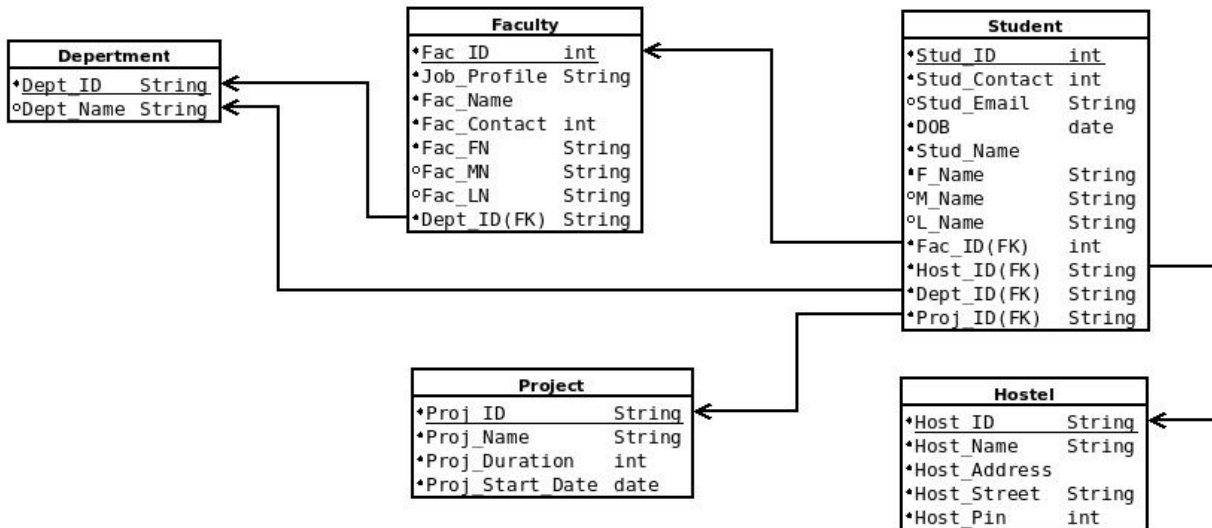 Depertment
Dept_ID String
Dept_Name String
Faculty
Fac_ID int
Job_Profile String
Fac_Name
Fac_Contact int
Fac_FN String
Fac_MN String
Fac_LN String
Dept_ID(FK) String
Student
Stud_ID int
Stud_Contact int
Stud_Email String
DOB date
Stud_Name
F_Name String
M_Name String
L_Name String
Fac_ID(FK) int
Host_ID(FK) String
Dept_ID(FK) String
Proj_ID(FK) String
Project
Proj_ID String
Proj_Name String
Proj_Duration int
Proj_Start_Date date
Hostel
Host_ID String
Host_Name String
Host_Address
Host_Street String
Host_Pin int